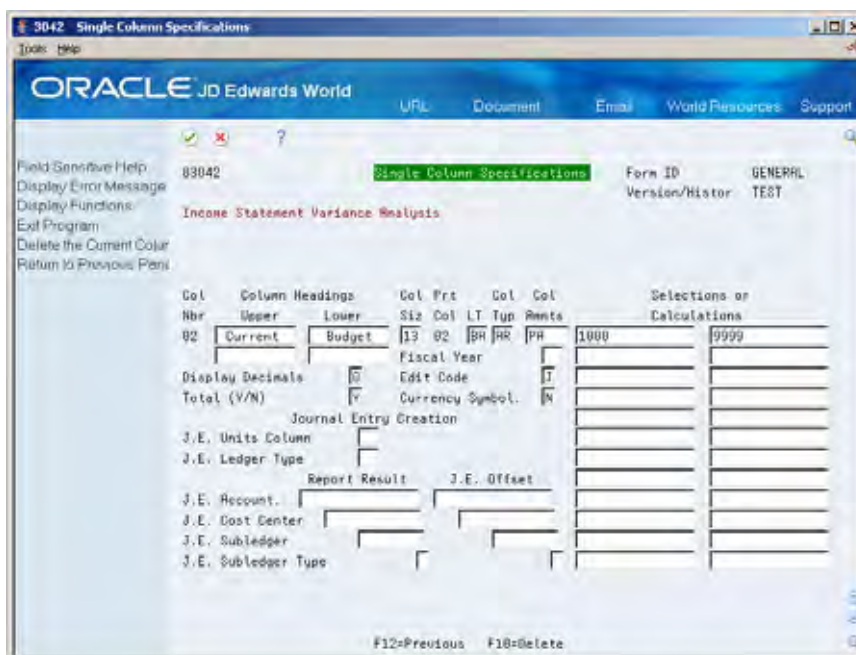 3042 Single Column Specifications
Tools Help
ORACLE JD Edwards World
URL Document Email World Resources Support
?
Field Sensitive Help
Display Error Message
Display Functions
Exit Program
Delete the Current Colur
Return to Previous Pane
83042 Single Column Specifications Form ID GENERAL
Version/Histor TEST
Income Statement Variance Analysis
Col Column Headings Col Prt Col Col Selections or
Nbr Upper Lower Siz Col LT Typ Amnts Calculations
02 Current Budget 13 02 BA AR PA 1000 9999
Fiscal Year
Display Decimals 0 Edit Code J
Total (Y/N) Y Currency Symbol. N
Journal Entry Creation
J.E. Units Column
J.E. Ledger Type
Report Result J.E. Offset
J.E. Account.
J.E. Cost Center
J.E. Subledger
J.E. Subledger Type
F12=Previous F18=Delete